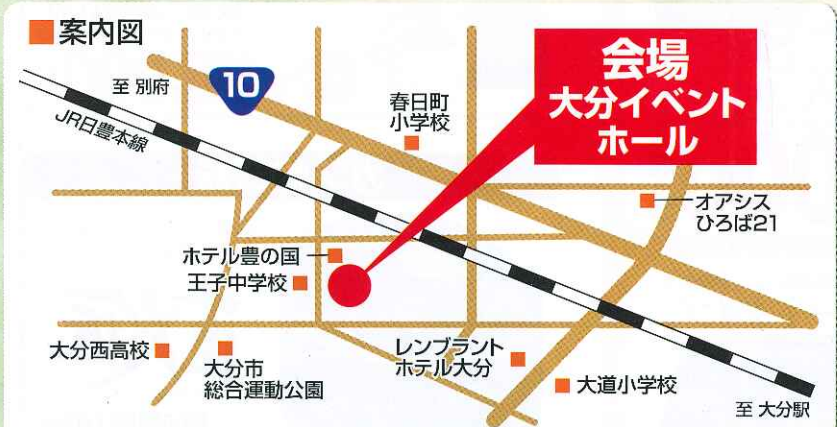 ■案内図
至 別府
10
JR日豊本線
春日町
小学校
会場
大分イベント
ホール
オアシス
ひろば21
ホテル豊の国
王子中学校
大分西高校
大分市
総合運動公園
レンブラント
ホテル大分
大道小学校
至 大分駅